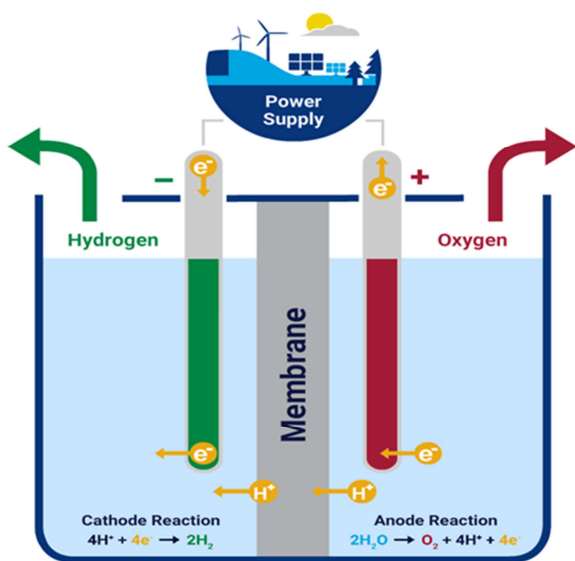 Power
Supply
e⁻
e⁻
− +
Hydrogen
Oxygen
Membrane
e⁻
e⁻
H⁺
H⁺
Cathode Reaction
4H⁺ + 4e⁻ → 2H₂
Anode Reaction
2H₂O → O₂ + 4H⁺ + 4e⁻